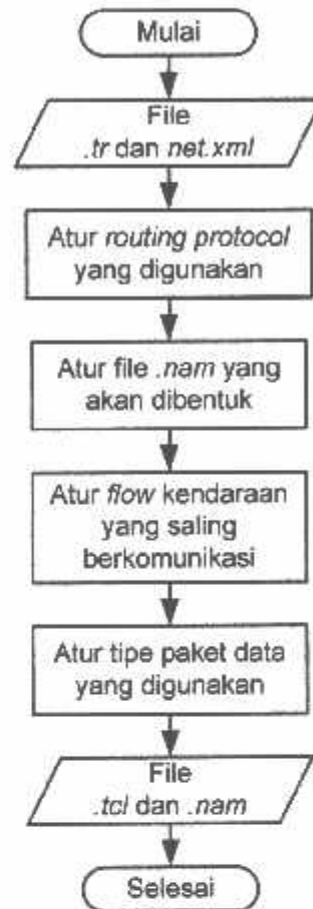 Mulai
File
.tr dan net.xml
Atur routing protocol
yang digunakan
Atur file .nam yang
akan dibentuk
Atur flow kendaraan
yang saling
berkomunikasi
Atur tipe paket data
yang digunakan
File
.tcl dan .nam
Selesai